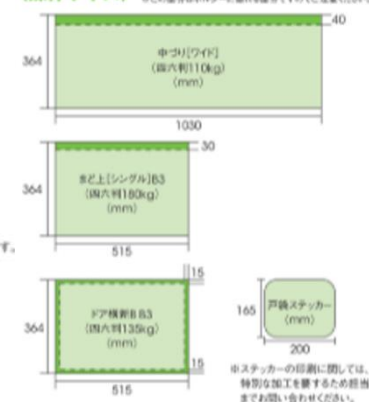 40
364
中づり[ワイド]
(四六判110kg)
(mm)
1030
30
364
まど上[シングル]B3
(四六判180kg)
(mm)
す。
515
15
364
ドア横新B B3
(四六判135kg)
(mm)
15
515
165
戸袋ステッカー
(mm)
200
※ステッカーの印刷に関しては、
特別な加工を要するため担当
までお問い合わせください。